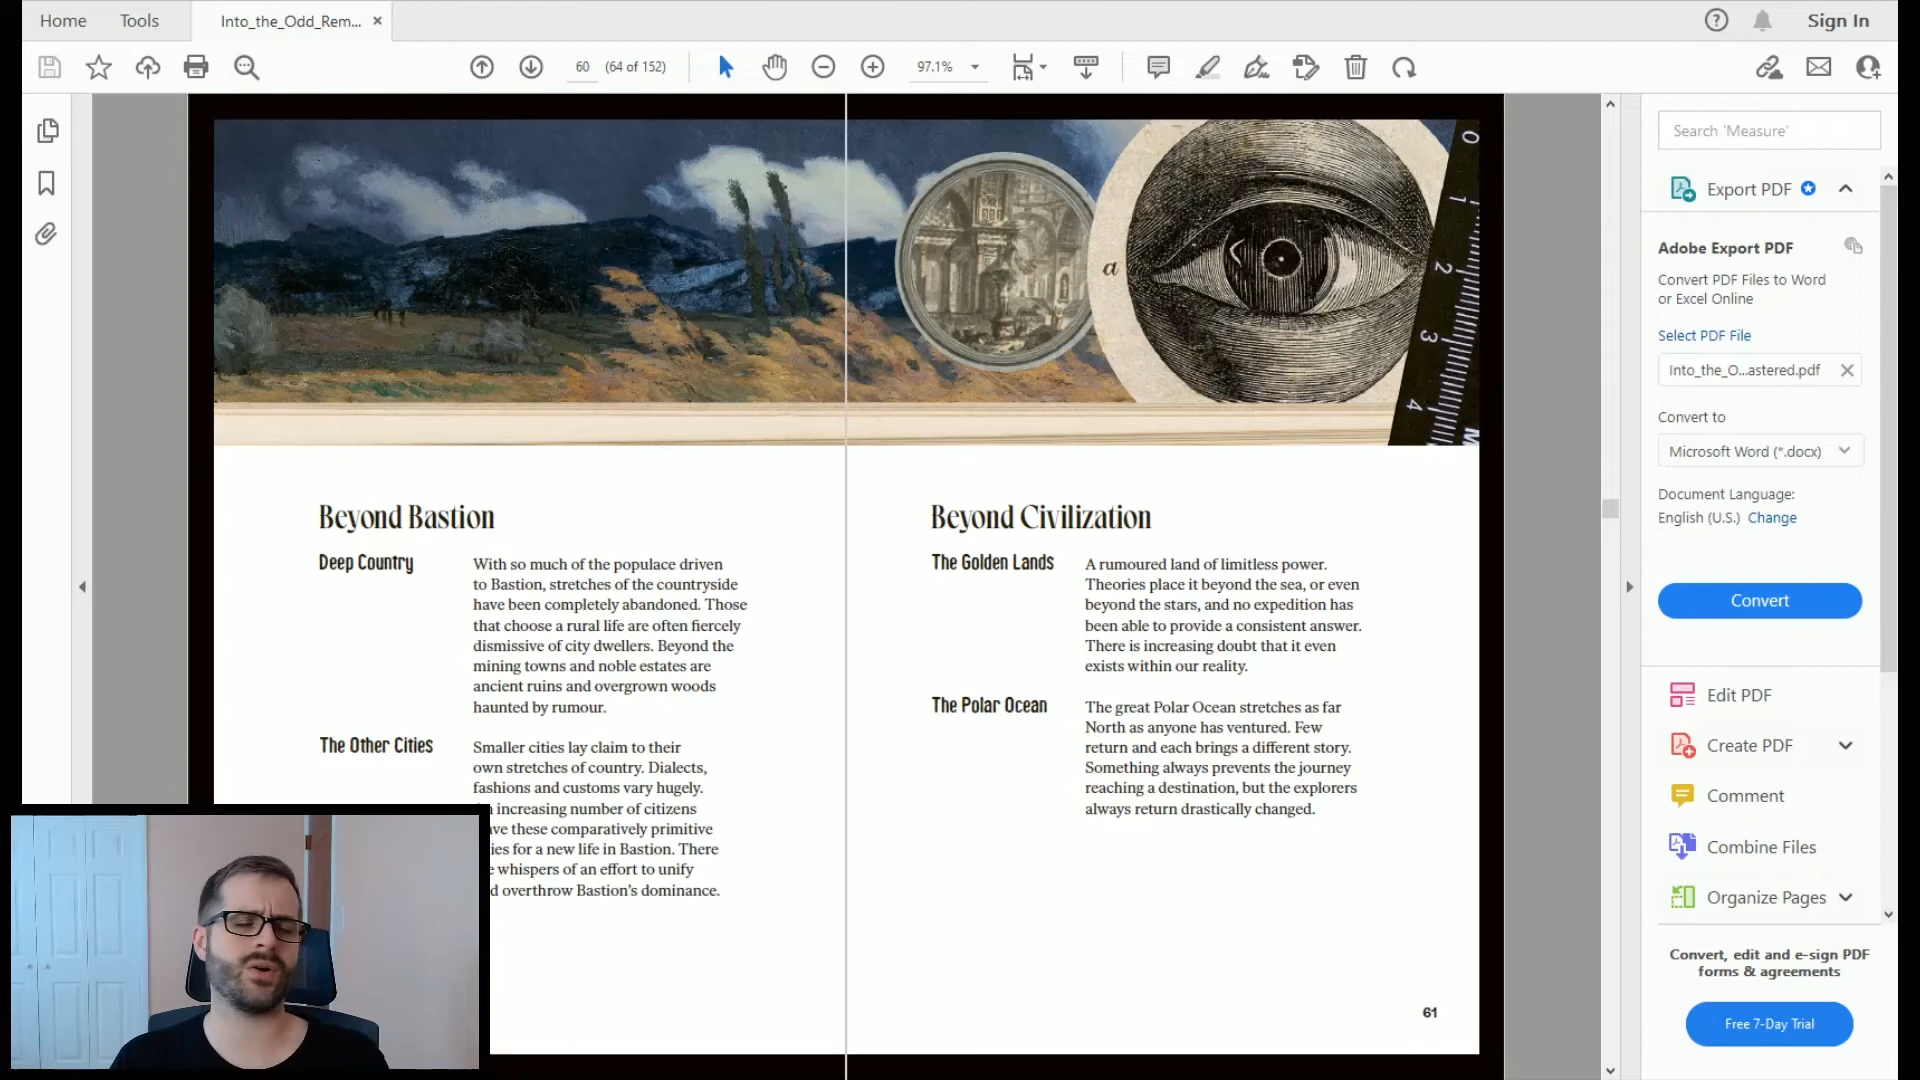 Home
Tools
Into_the_Odd_Rem...
Sign In
60
(64 of 152)
97.1%
a
0
1
2
3
4
Beyond Bastion
Deep Country
With so much of the populace driven
to Bastion, stretches of the countryside
have been completely abandoned. Those
that choose a rural life are often fiercely
dismissive of city dwellers. Beyond the
mining towns and noble estates are
ancient ruins and overgrown woods
haunted by rumour.
The Other Cities
Smaller cities lay claim to their
own stretches of country. Dialects,
fashions and customs vary hugely.
increasing number of citizens
these comparatively primitive
for a new life in Bastion. There
whispers of an effort to unify
overthrow Bastion's dominance.
Beyond Civilization
The Golden Lands
A rumoured land of limitless power.
Theories place it beyond the sea, or even
beyond the stars, and no expedition has
been able to provide a consistent answer.
There is increasing doubt that it even
exists within our reality.
The Polar Ocean
The great Polar Ocean stretches as far
North as anyone has ventured. Few
return and each brings a different story.
Something always prevents the journey
reaching a destination, but the explorers
always return drastically changed.
61
Search 'Measure'
Export PDF
Adobe Export PDF
Convert PDF Files to Word
or Excel Online
Select PDF File
Into_the_O...astered.pdf
Convert to
Microsoft Word (*.docx)
Document Language:
English (U.S.) Change
Convert
Edit PDF
Create PDF
Comment
Combine Files
Organize Pages
Convert, edit and e-sign PDF
forms & agreements
Free 7-Day Trial